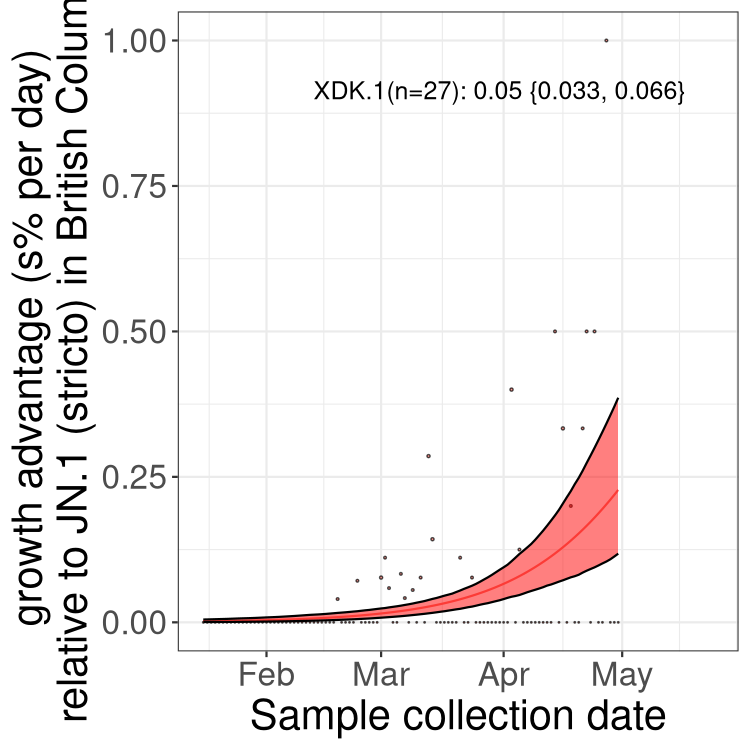 growth advantage (s% per day)
relative to JN.1 (stricto) in British Colum
1.00
0.75
0.50
0.25
0.00
XDK.1(n=27): 0.05 {0.033, 0.066}
Feb Mar Apr May
Sample collection date